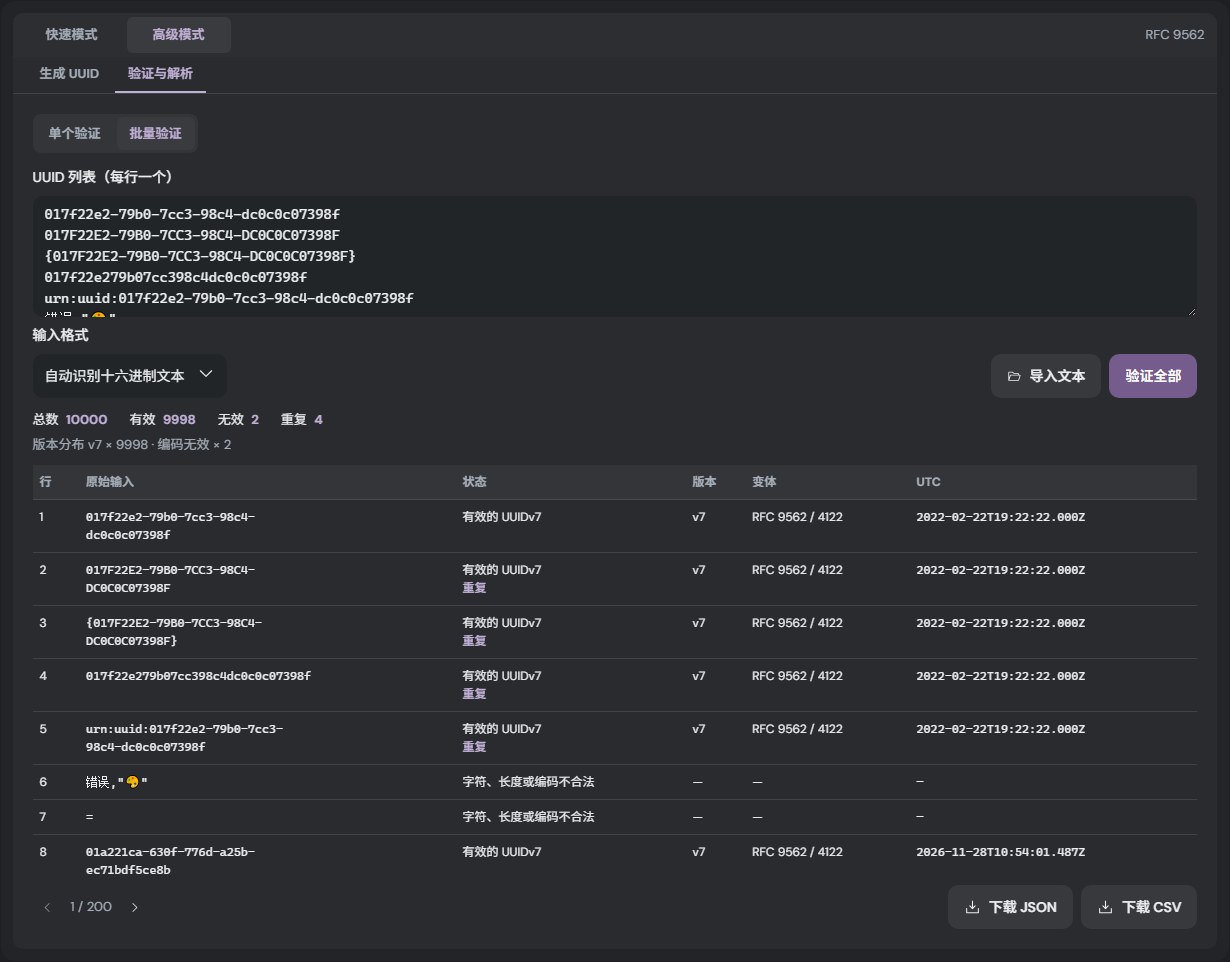 快速模式 高级模式 RFC 9562
生成 UUID 验证与解析
单个验证 批量验证
UUID 列表（每行一个）
017f22e2-79b0-7cc3-98c4-dc0c0c07398f
017F22E2-79B0-7CC3-98C4-DC0C0C07398F
{017F22E2-79B0-7CC3-98C4-DC0C0C07398F}
017f22e279b07cc398c4dc0c0c07398f
urn:uuid:017f22e2-79b0-7cc3-98c4-dc0c0c07398f
输入格式
自动识别十六进制文本 导入文本 验证全部
总数 10000 有效 9998 无效 2 重复 4
版本分布 v7 × 9998 · 编码无效 × 2
行 原始输入 状态 版本 变体 UTC
1 017f22e2-79b0-7cc3-98c4- 有效的 UUIDv7 v7 RFC 9562 / 4122 2022-02-22T19:22:22.000Z
dc0c0c07398f
2 017F22E2-79B0-7CC3-98C4- 有效的 UUIDv7 v7 RFC 9562 / 4122 2022-02-22T19:22:22.000Z
DC0C0C07398F 重复
3 {017F22E2-79B0-7CC3-98C4- 有效的 UUIDv7 v7 RFC 9562 / 4122 2022-02-22T19:22:22.000Z
DC0C0C07398F} 重复
4 017f22e279b07cc398c4dc0c0c07398f 有效的 UUIDv7 v7 RFC 9562 / 4122 2022-02-22T19:22:22.000Z
重复
5 urn:uuid:017f22e2-79b0-7cc3- 有效的 UUIDv7 v7 RFC 9562 / 4122 2022-02-22T19:22:22.000Z
98c4-dc0c0c07398f 重复
6 错误," " 字符、长度或编码不合法 — — —
7 = 字符、长度或编码不合法 — — —
8 01a221ca-630f-776d-a25b- 有效的 UUIDv7 v7 RFC 9562 / 4122 2026-11-28T10:54:01.487Z
ec71bdf5ce8b
1 / 200 下载 JSON 下载 CSV